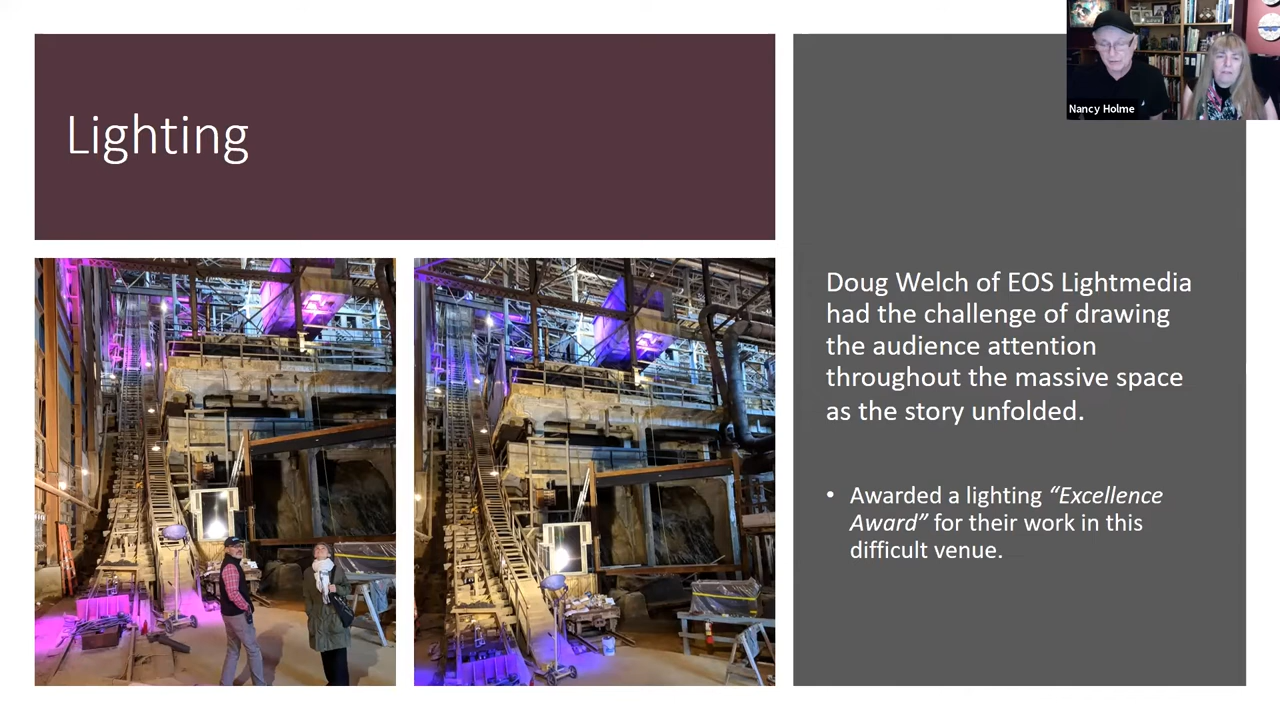 Nancy Holme
Lighting
Doug Welch of EOS Lightmedia
had the challenge of drawing
the audience attention
throughout the massive space
as the story unfolded.
• Awarded a lighting “Excellence
Award” for their work in this
difficult venue.